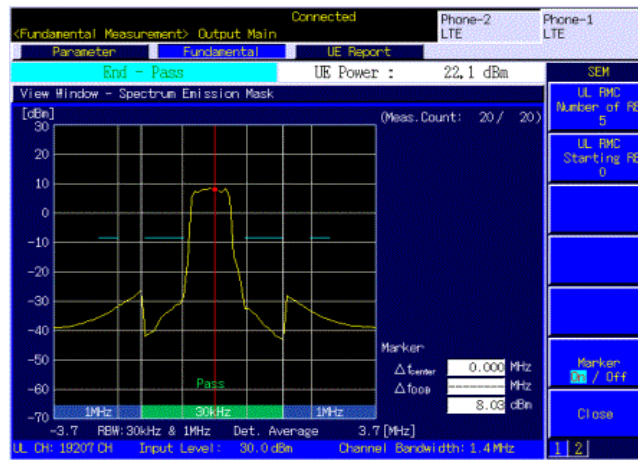 Connected
<Fundamental Measurement> Output Main
Phone-2
LTE
Phone-1
LTE
Parameter
Fundamental
UE Report
End - Pass
UE Power :
22.1 dBm
SEM
View Window - Spectrum Emission Mask
UL RMC
Number of RB
5
[dBm]
(Meas.Count: 20/ 20)
UL RMC
Starting RB
0
30
20
10
0
-10
-20
-30
-40
-50
-60
-70
Pass
1MHz
30kHz
1MHz
Marker
Δfcenter
0.000 MHz
ΔfOOB
------- MHz
8.03 dBm
Marker
On / Off
Close
-3.7 RBW:30kHz & 1MHz Det. Average 3.7 [MHz]
UL CH: 19207 CH Input Level: 30.0 dBm Channel Bandwidth: 1.4 MHz
1 2